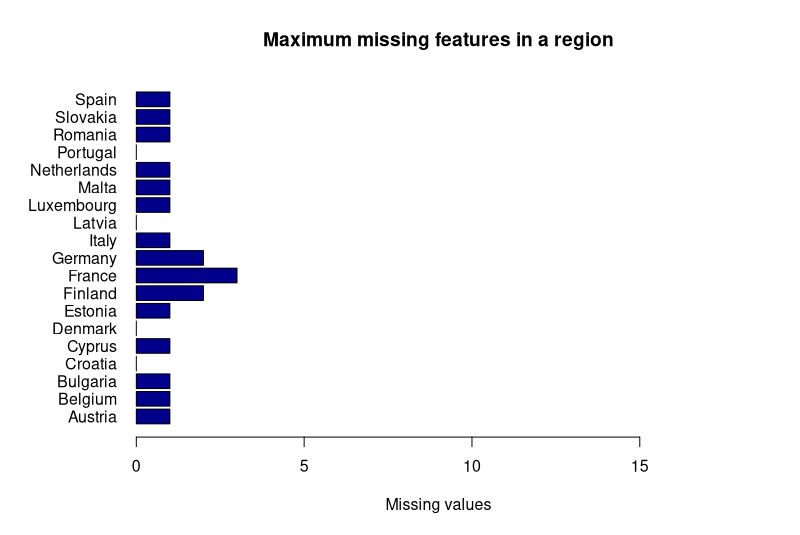 Maximum missing features in a region
Spain
Slovakia
Romania
Portugal
Netherlands
Malta
Luxembourg
Latvia
Italy
Germany
France
Finland
Estonia
Denmark
Cyprus
Croatia
Bulgaria
Belgium
Austria
0 5 10 15
Missing values